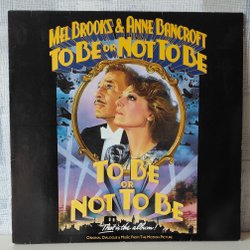 MEL BROOKS & ANNE BANCROFT
TO BE OR NOT TO BE
TO BE
OR
NOT TO BE
"That is the album!"
ORIGINAL DIALOGUE & MUSIC FROM THE MOTION PICTURE